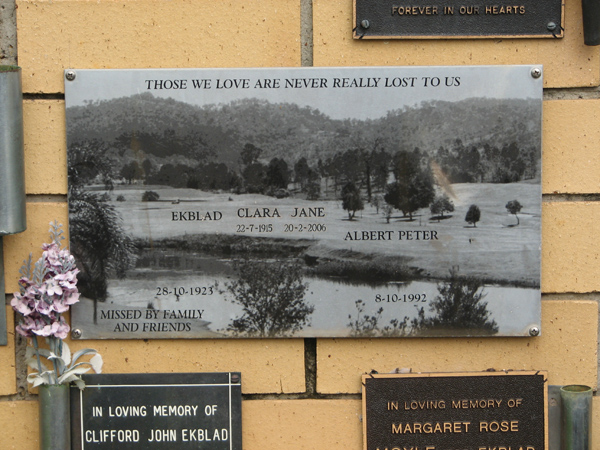 FOREVER IN OUR HEARTS
THOSE WE LOVE ARE NEVER REALLY LOST TO US
EKBLAD CLARA JANE
22-7-1915 20-2-2006
ALBERT PETER
28-10-1923 8-10-1992
MISSED BY FAMILY
AND FRIENDS
IN LOVING MEMORY OF
CLIFFORD JOHN EKBLAD
IN LOVING MEMORY OF
MARGARET ROSE
MOYLE EKBLAD